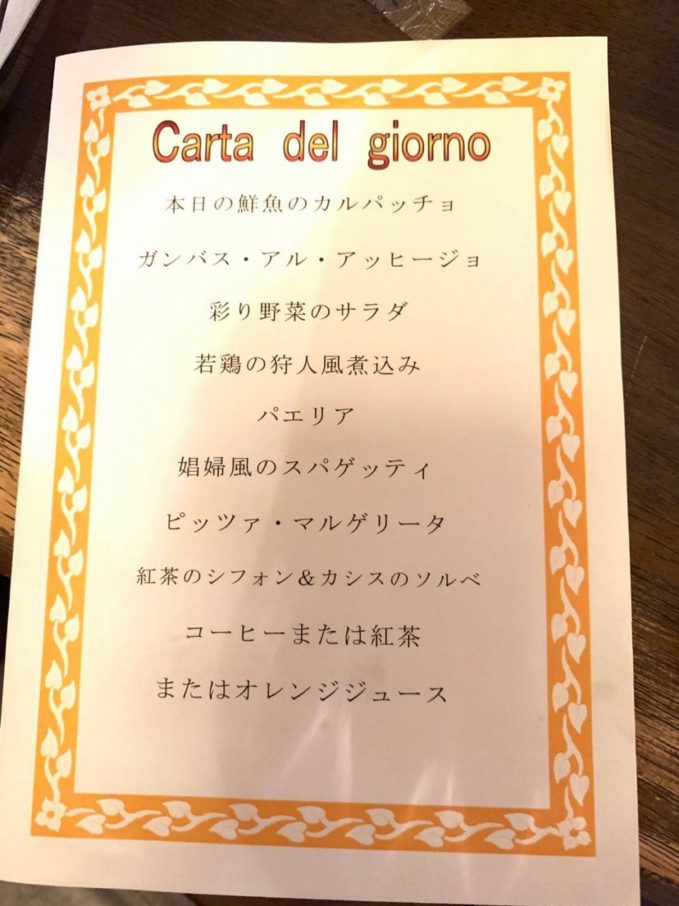 Carta del giorno
本日の鮮魚のカルパッチョ
ガンバス・アル・アッヒージョ
彩り野菜のサラダ
若鶏の狩人風煮込み
パエリア
娼婦風のスパゲッティ
ピッツァ・マルゲリータ
紅茶のシフォン&カシスのソルベ
コーヒーまたは紅茶
またはオレンジジュース